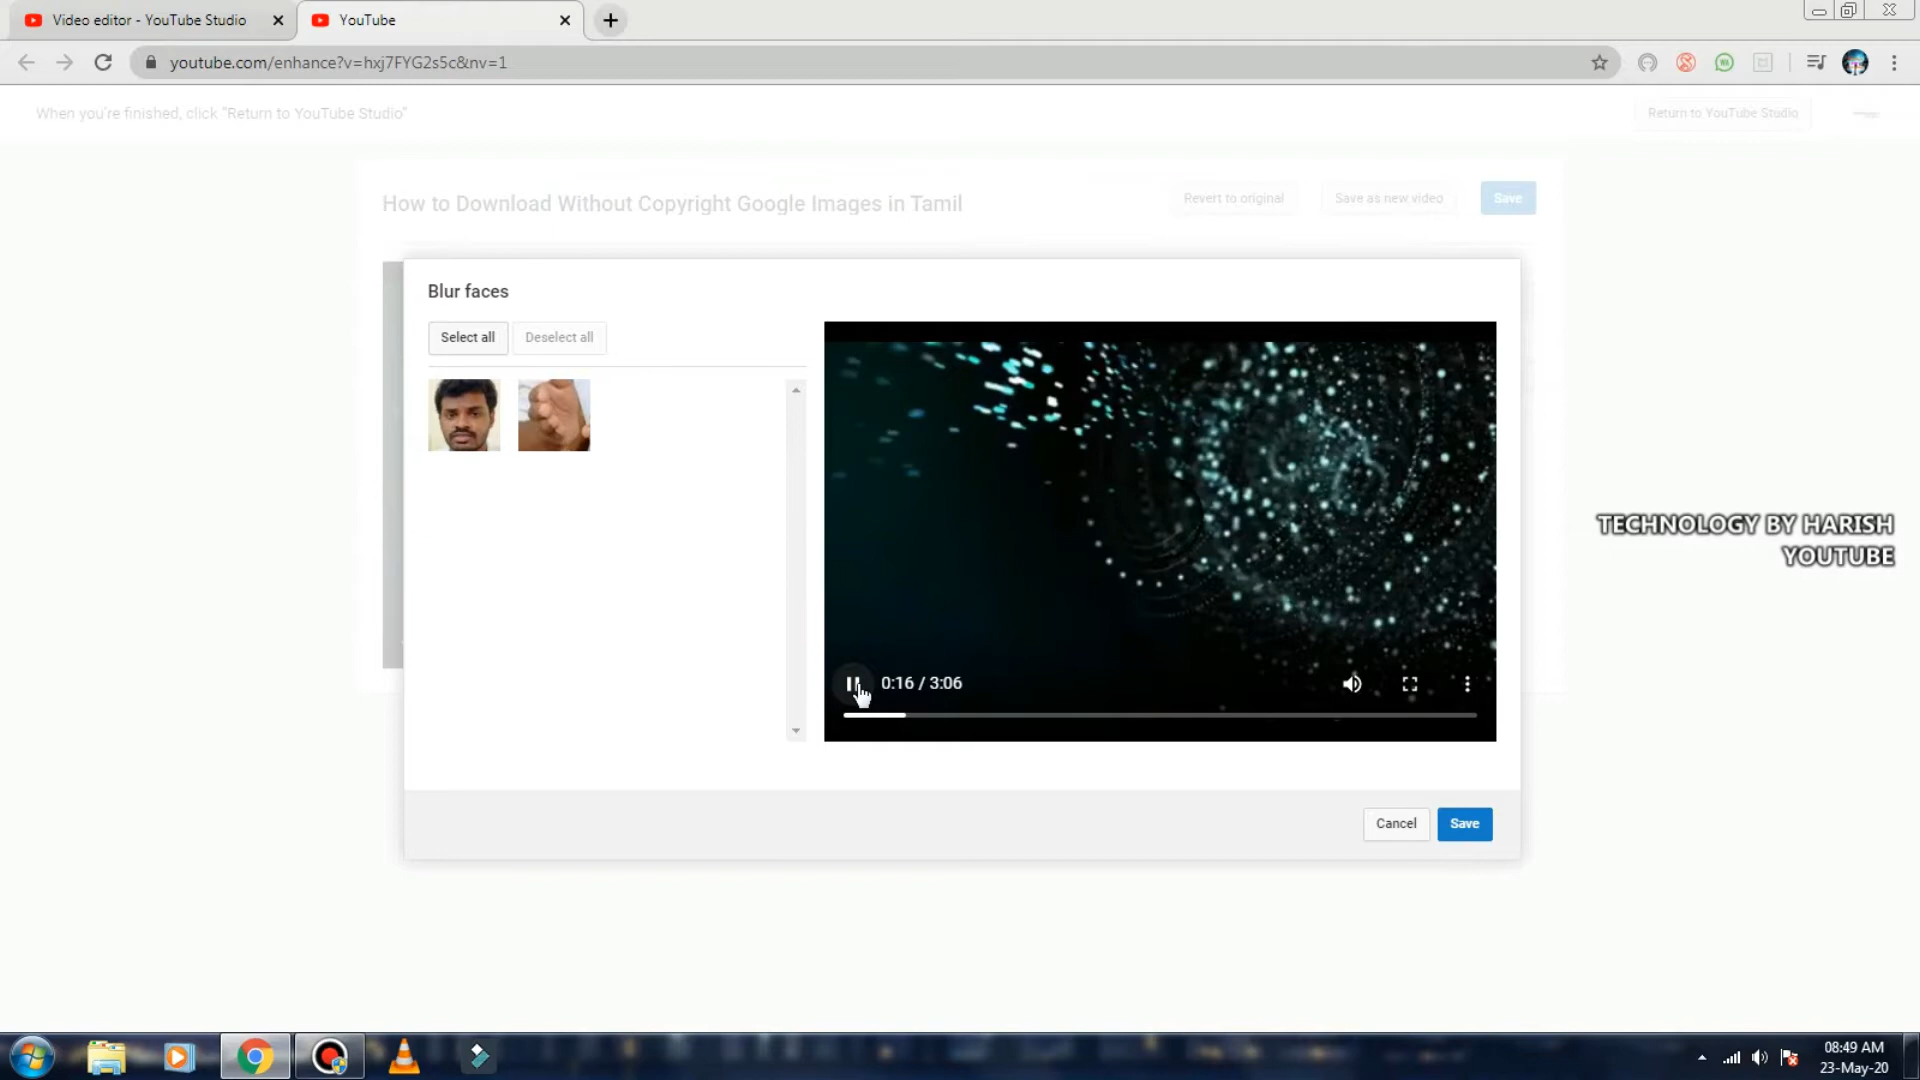 Video editor - YouTube Studio
YouTube
youtube.com/enhance?v=hxj7FYG2s5c&nv=1
When you're finished, click "Return to YouTube Studio"
Return to YouTube Studio
How to Download Without Copyright Google Images in Tamil
Revert to original
Save as new video
Save
Blur faces
Select all
Deselect all
0:16 / 3:06
TECHNOLOGY BY HARISH
YOUTUBE
Cancel
Save
08:49 AM
23-May-20